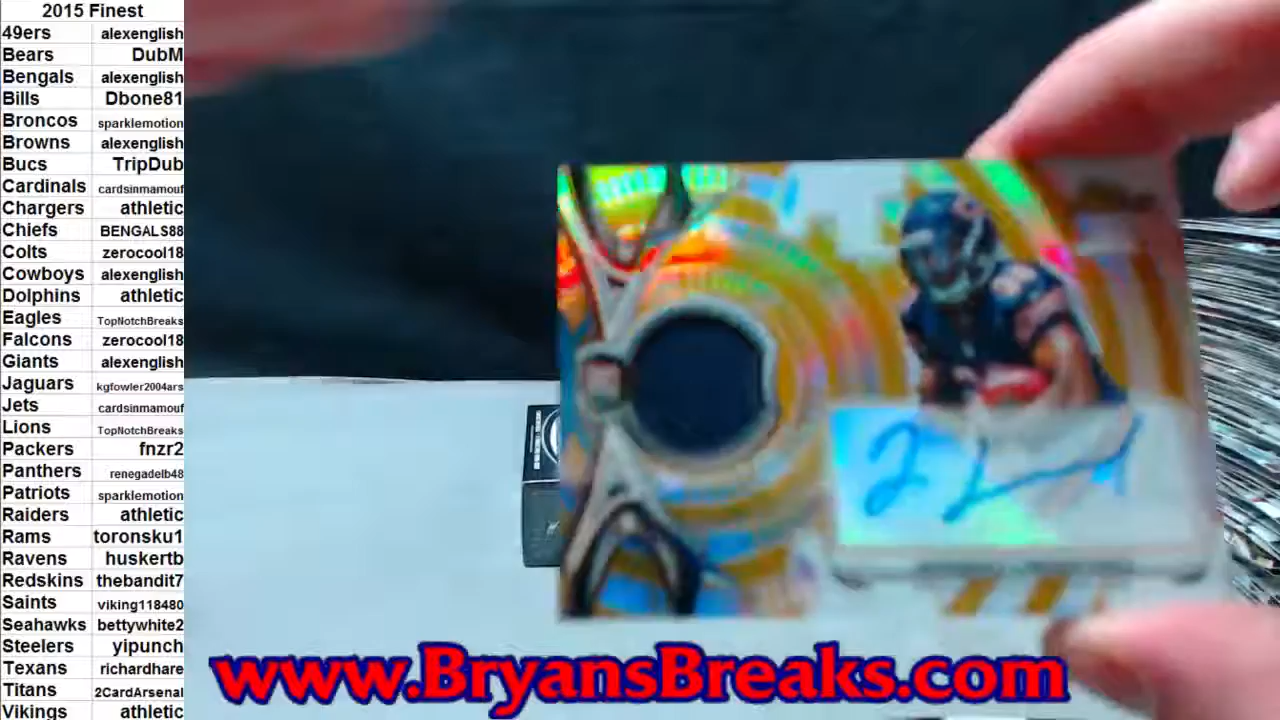 2015 Finest
49ers alexenglish
Bears DubM
Bengals alexenglish
Bills Dbone81
Broncos sparklemotion
Browns alexenglish
Bucs TripDub
Cardinals cardsinmamouf
Chargers athletic
Chiefs BENGALS88
Colts zerocool18
Cowboys alexenglish
Dolphins athletic
Eagles TopNotchBreaks
Falcons zerocool18
Giants alexenglish
Jaguars kgfowler2004ars
Jets cardsinmamouf
Lions TopNotchBreaks
Packers fnzr2
Panthers renegadelb48
Patriots sparklemotion
Raiders athletic
Rams toronsku1
Ravens huskertb
Redskins thebandit7
Saints viking118480
Seahawks bettywhite2
Steelers yipunch
Texans richardhare
Titans 2CardArsenal
Vikings athletic
www.BryansBreaks.com